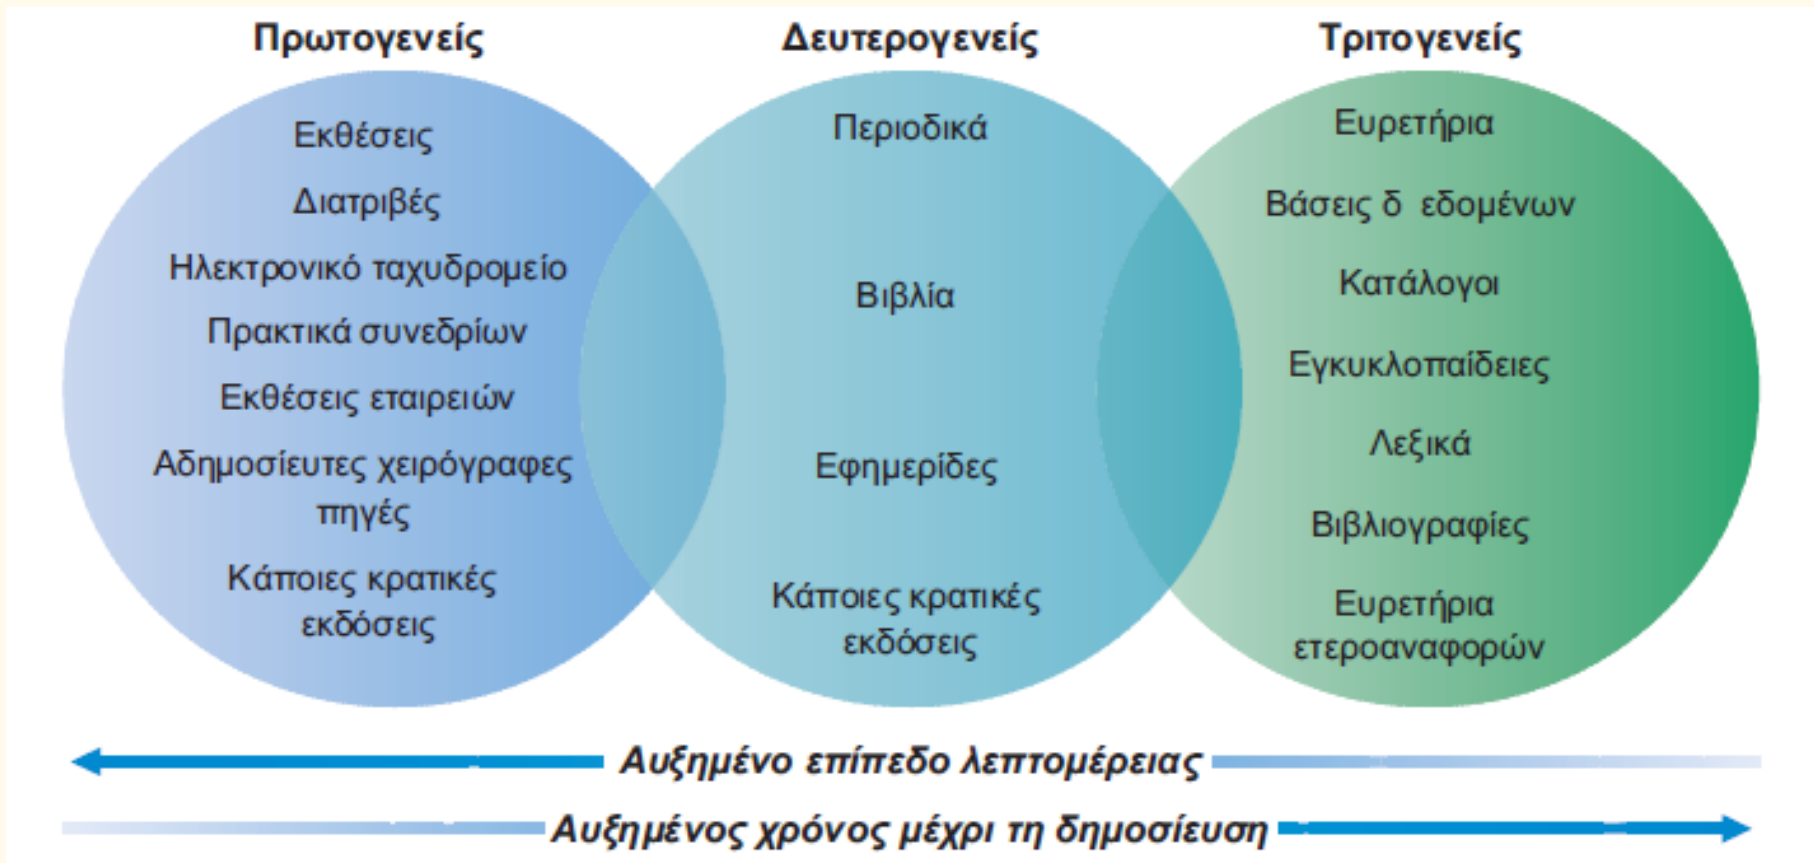 Πρωτογενείς
Εκθέσεις
Διατριβές
Ηλεκτρονικό ταχυδρομείο
Πρακτικά συνεδρίων
Εκθέσεις εταιρειών
Αδημοσίευτες χειρόγραφες
πηγές
Κάποιες κρατικές
εκδόσεις
Δευτερογενείς
Περιοδικά
Βιβλία
Εφημερίδες
Κάποιες κρατικές
εκδόσεις
Τριτογενείς
Ευρετήρια
Βάσεις δ εδομένων
Κατάλογοι
Εγκυκλοπαίδειες
Λεξικά
Βιβλιογραφίες
Ευρετήρια
ετεροαναφορών
Αυξημένο επίπεδο λεπτομέρειας
Αυξημένος χρόνος μέχρι τη δημοσίευση